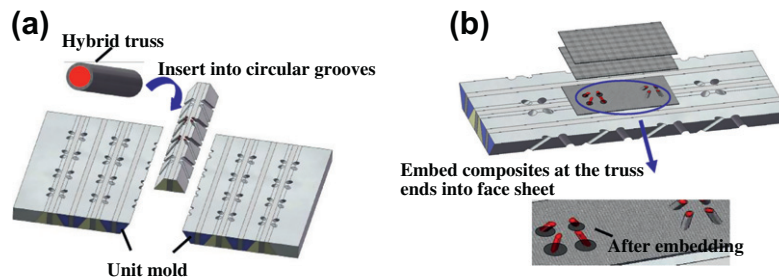 (a)
Hybrid truss
Insert into circular grooves
Unit mold
(b)
Embed composites at the truss
ends into face sheet
After embedding